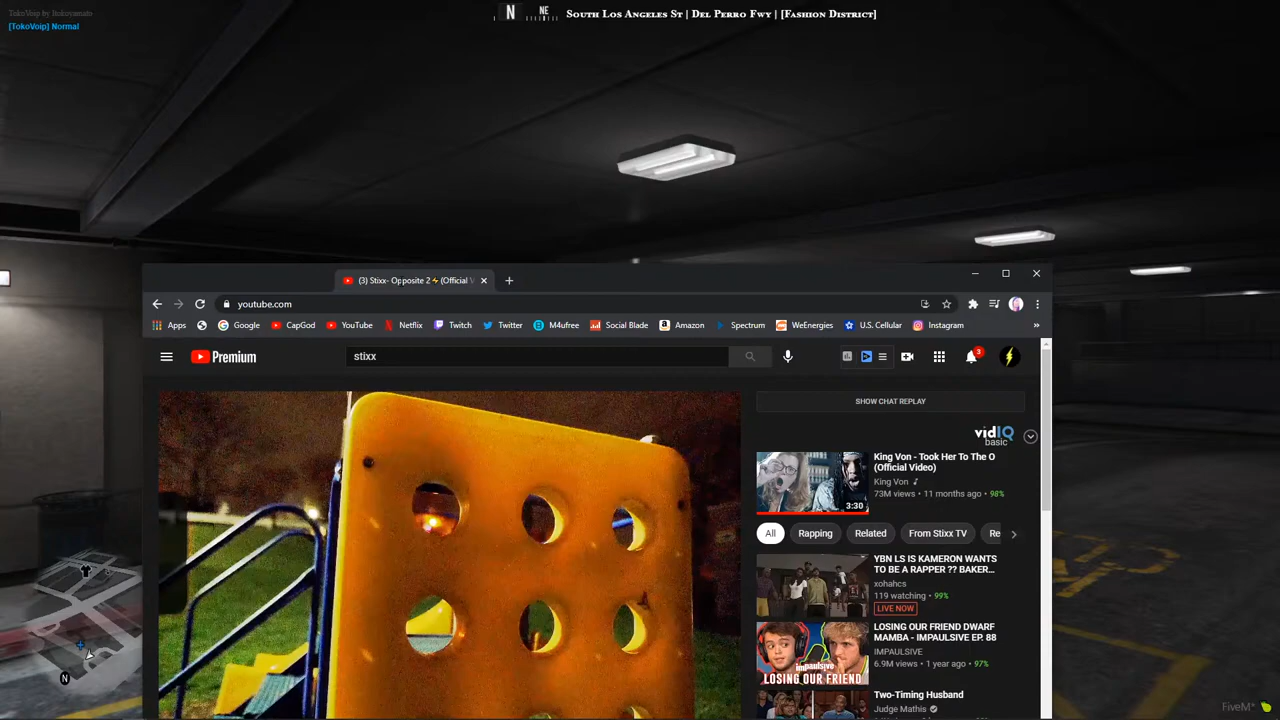 [TokoVoip] Normal
N
NE
South Los Angeles St | Del Perro Fwy | [Fashion District]
(3) Stixx- Opposite 2⚡(Official V
youtube.com
Apps
Google
CapGod
YouTube
Netflix
Twitch
Twitter
M4ufree
Social Blade
Amazon
Spectrum
WeEnergies
U.S. Cellular
Instagram
Premium
stixx
3
SHOW CHAT REPLAY
vidIQ
basic
King Von - Took Her To The O
(Official Video)
King Von
73M views • 11 months ago • 98%
3:30
All
Rapping
Related
From Stixx TV
Re
YBN LS IS KAMERON WANTS
TO BE A RAPPER ?? BAKER...
xohahcs
119 watching • 99%
LIVE NOW
LOSING OUR FRIEND DWARF
MAMBA - IMPAULSIVE EP. 88
IMPAULSIVE
6.9M views • 1 year ago • 97%
impaulsive
LOSING OUR FRIEND
Two-Timing Husband
Judge Mathis
N
FiveM*